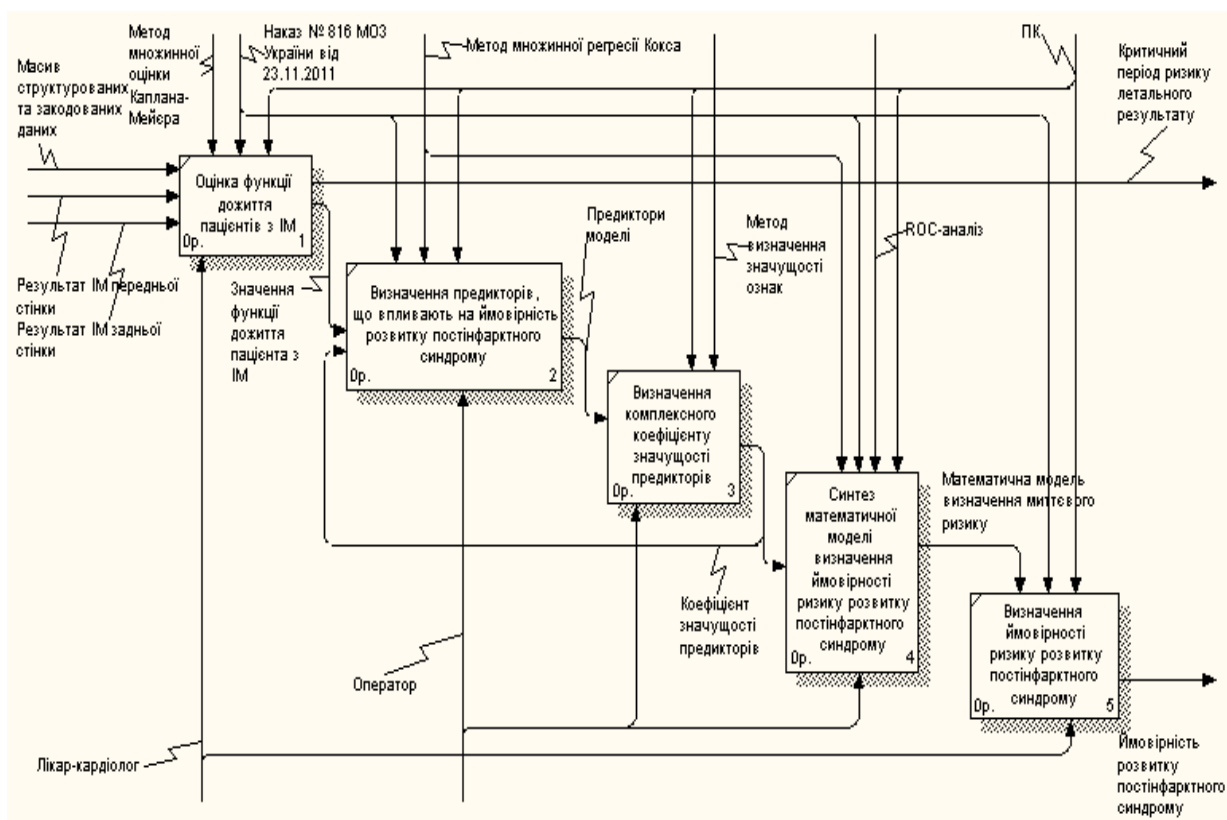 Метод
множинної
оцінки
Каплана-
Мейєра
Наказ № 816 МОЗ
України від
23.11.2011
Метод множинної регресії Кокса
ПК
Критичний
період ризику
летального
результату
Масив
структурованих
та закодованих
даних
Оцінка функції
дожиття
пацієнтів з ІМ
0р.
1
Результат ІМ передньої
стінки
Результат ІМ задньої
стінки
Значення
функції
дожиття
пацієнта з
ІМ
Предиктори
моделі
Метод
визначення
значущості
ознак
ROC-аналіз
Визначення предикторів,
що впливають на ймовірність
розвитку постінфарктного
синдрому
0р.
2
Визначення
комплексного
коефіцієнту
значущості
предикторів
0р.
3
Синтез
математичної
моделі
визначення
ймовірності
ризику розвитку
постінфарктного
синдрому
0р.
4
Математична модель
визначення миттєвого
ризику
Коефіцієнт
значущості
предикторів
Визначення
ймовірності
ризику розвитку
постінфарктного
синдрому
0р.
5
Оператор
Лікар-кардіолог
Ймовірність
розвитку
постінфарктного
синдрому